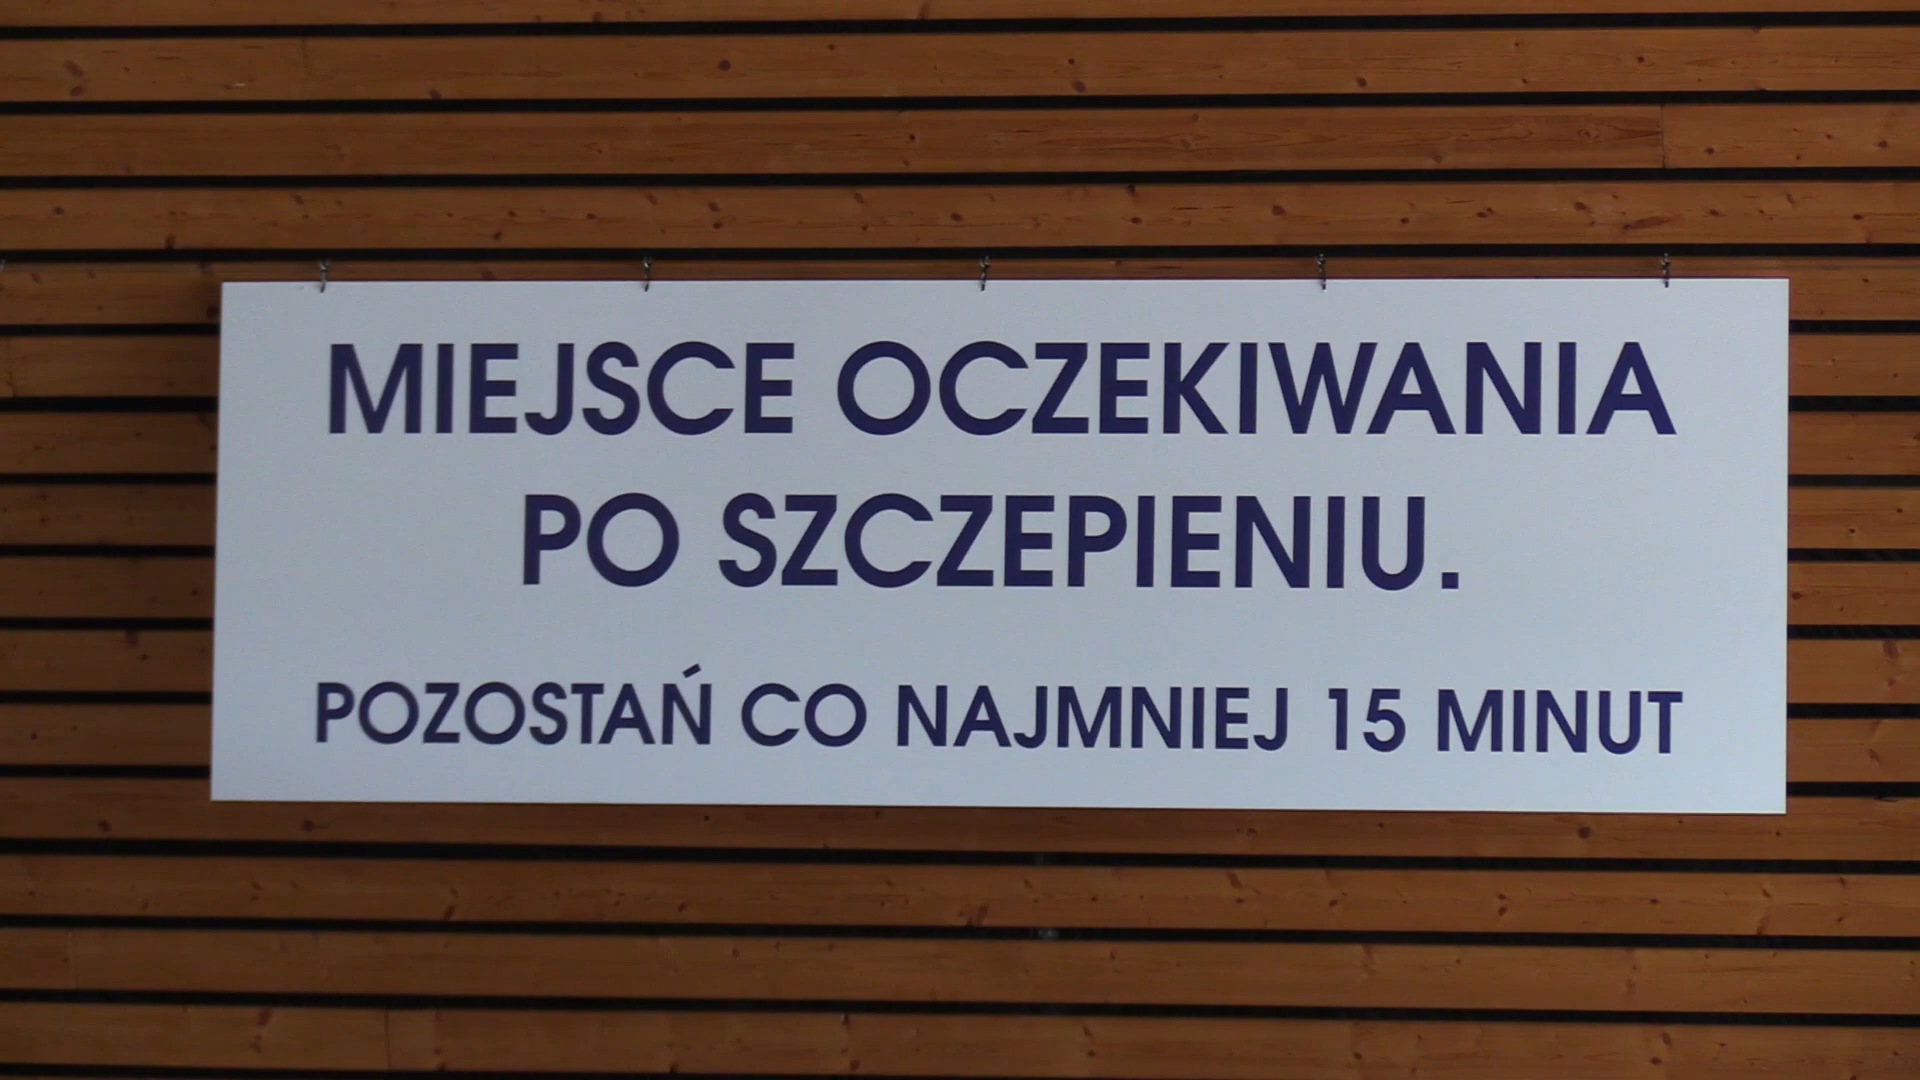 MIEJSCE OCZEKIWANIA
PO SZCZEPIENIU.
POZOSTAŃ CO NAJMNIEJ 15 MINUT